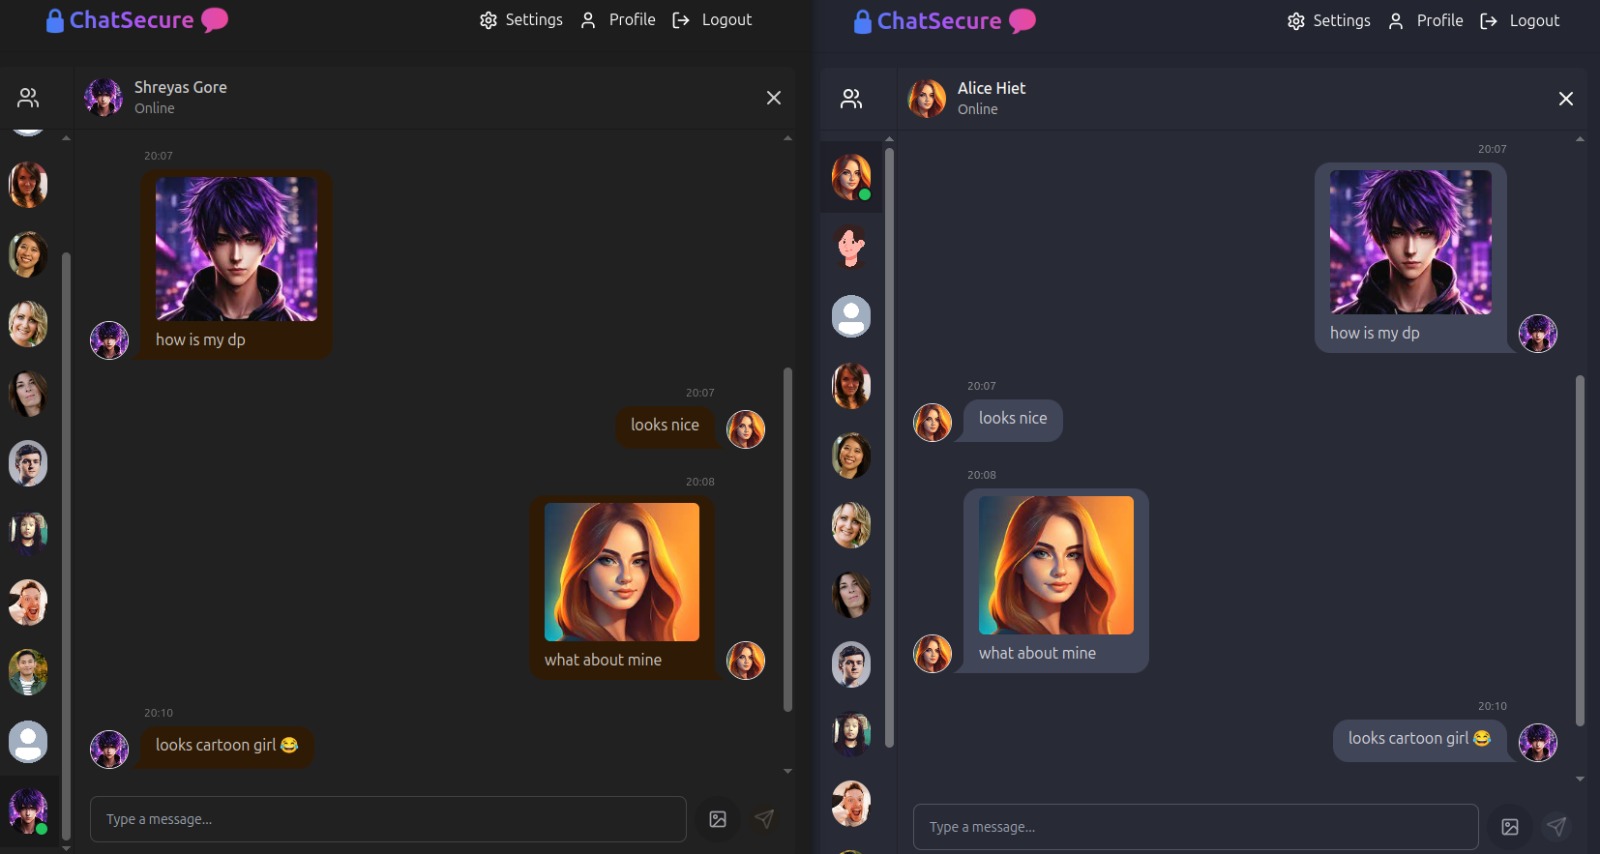 ChatSecure
Settings
Profile
Logout
Shreyas Gore
Online
20:07
how is my dp
20:07
looks nice
20:08
what about mine
20:10
looks cartoon girl 😂
Type a message...
ChatSecure
Settings
Profile
Logout
Alice Hiet
Online
20:07
how is my dp
20:07
looks nice
20:08
what about mine
20:10
looks cartoon girl 😂
Type a message...